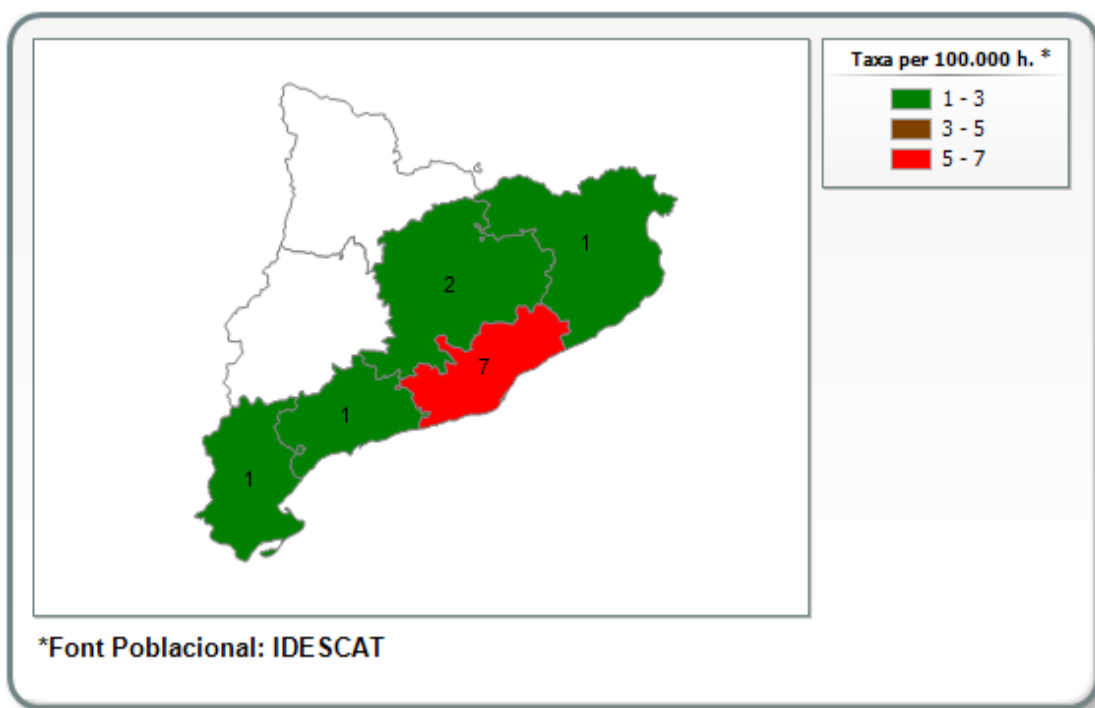 Taxa per 100.000 h. *
1 - 3
3 - 5
5 - 7
1
2
7
1
1
*Font Poblacional: IDESCAT